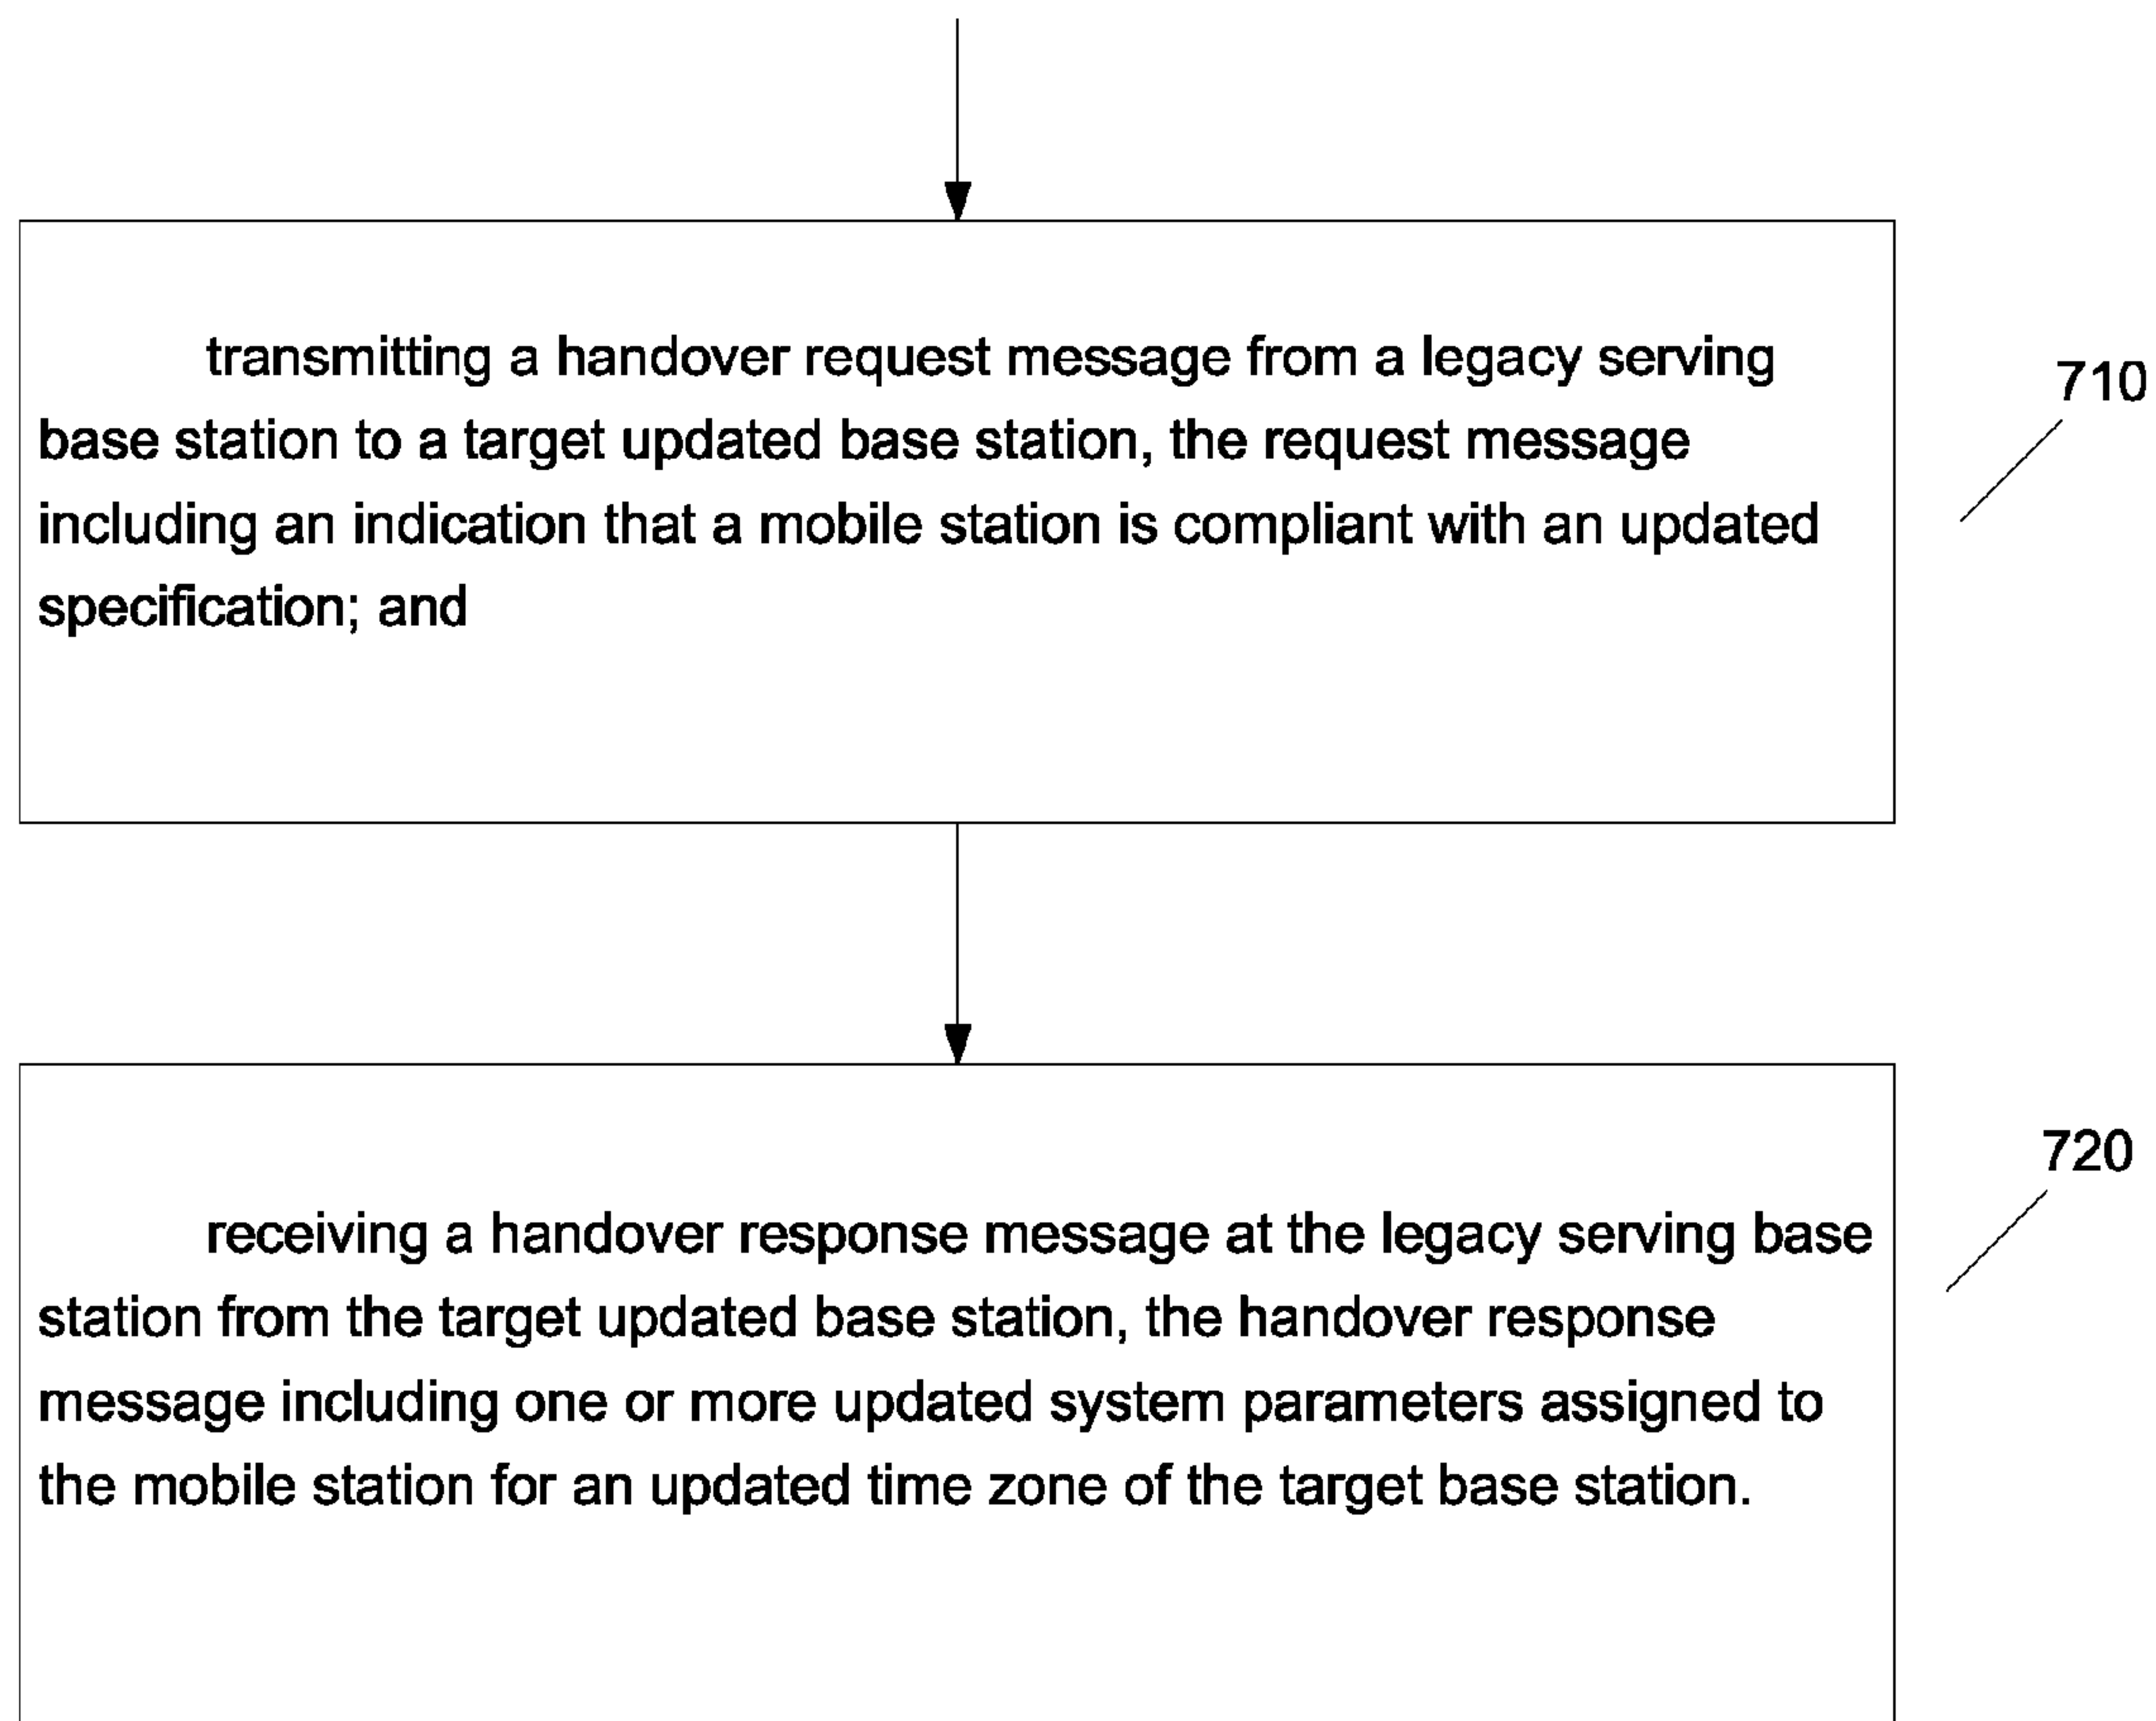 transmitting a handover request message from a legacy serving
base station to a target updated base station, the request message
including an indication that a mobile station is compliant with an updated
specification; and
710
receiving a handover response message at the legacy serving base
station from the target updated base station, the handover response
message including one or more updated system parameters assigned to
the mobile station for an updated time zone of the target base station.
720